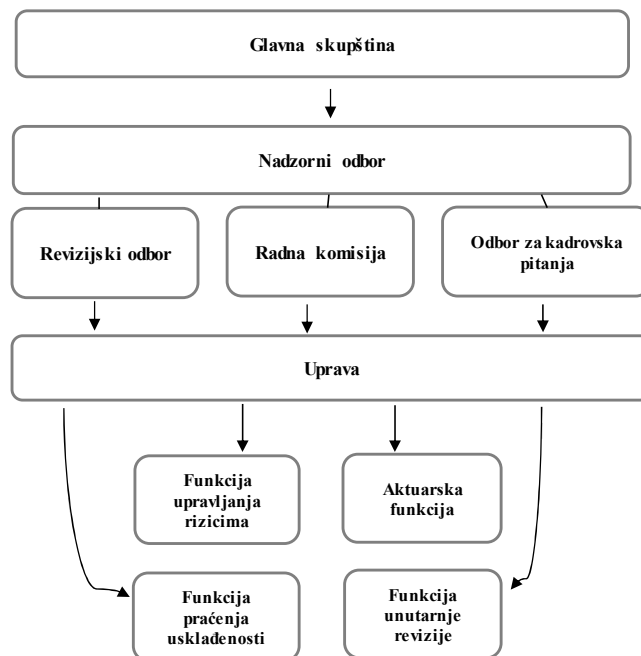 Glavna skupština
Nadzorni odbor
Revizijski odbor
Radna komisija
Odbor za kadrovska
pitanja
Uprava
Funkcija
upravljanja
rizicima
Aktuarska
funkcija
Funkcija
praćenja
usklađenosti
Funkcija
unutarnje
revizije